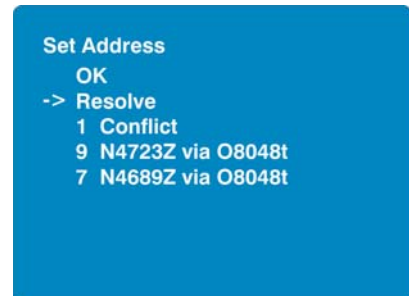 Set Address
OK
-> Resolve
1 Conflict
9 N4723Z via O8048t
7 N4689Z via O8048t